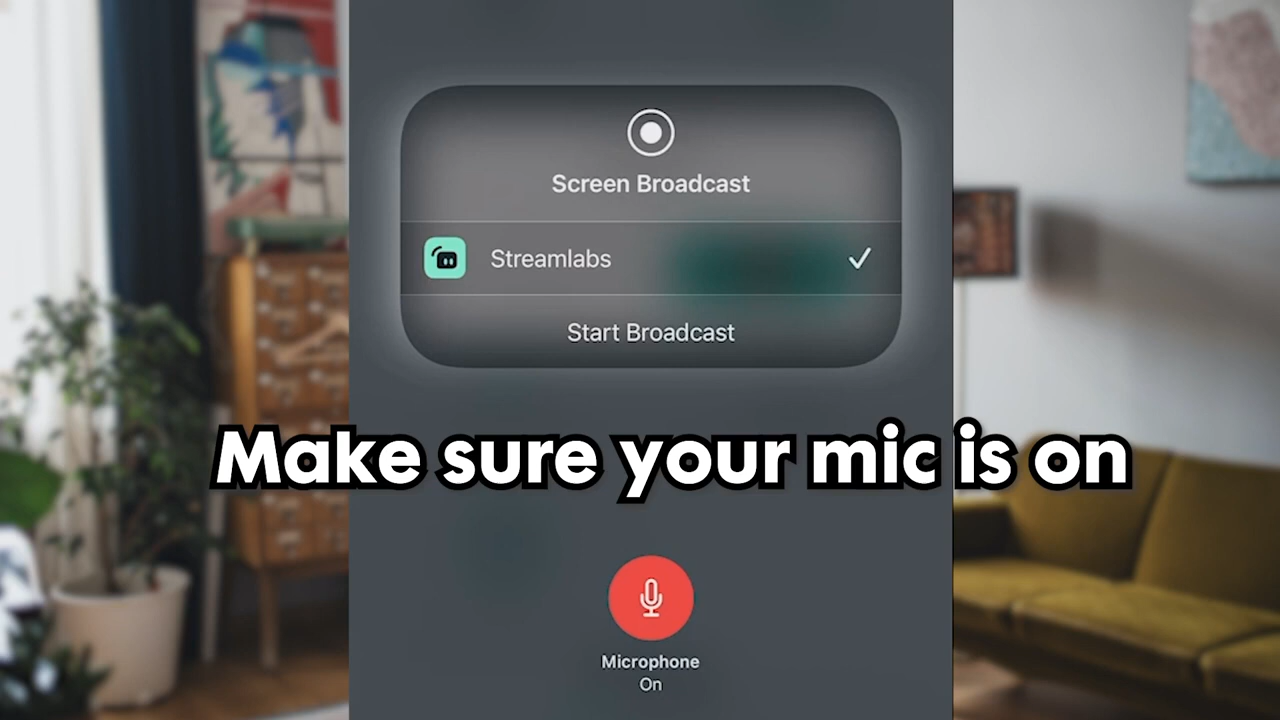 Screen Broadcast
Streamlabs
Start Broadcast
Make sure your mic is on
Microphone
On